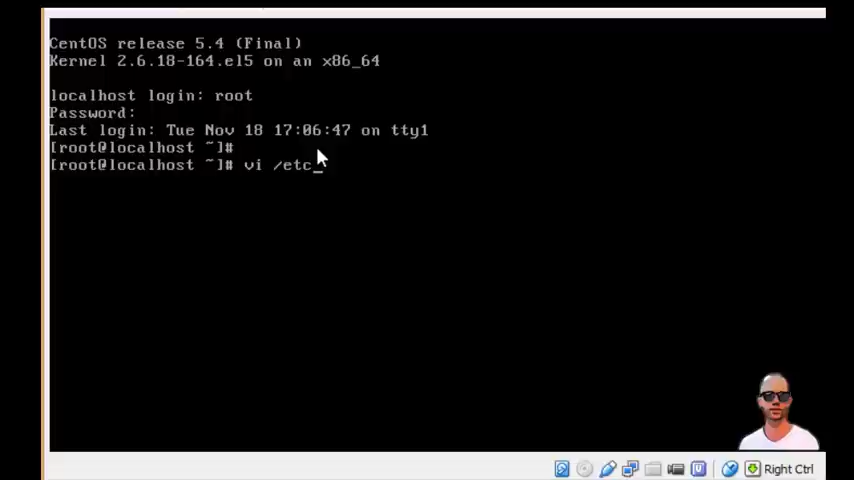 CentOS release 5.4 (Final)
Kernel 2.6.18-164.el5 on an x86_64
localhost login: root
Password:
Last login: Tue Nov 18 17:06:47 on tty1
[root@localhost ~]#
[root@localhost ~]# vi /etc_
Right Ctrl